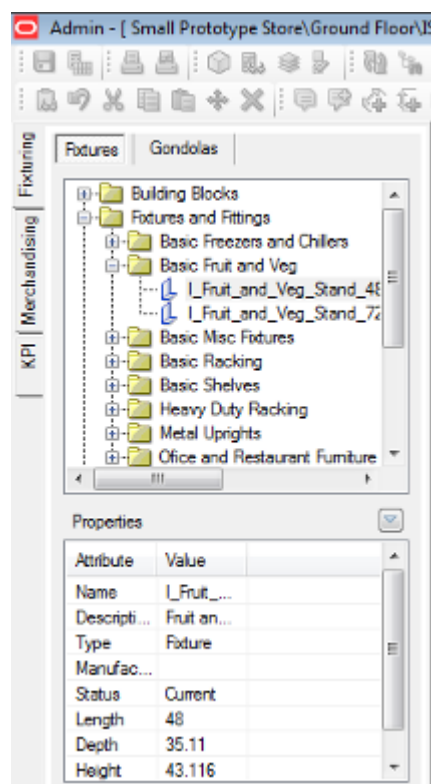 Admin - [ Small Prototype Store\Ground Floor\IS
Fixturing
Merchandising
KPI
Fixtures Gondolas
Building Blocks
Fixtures and Fittings
Basic Freezers and Chillers
Basic Fruit and Veg
I_Fruit_and_Veg_Stand_48
I_Fruit_and_Veg_Stand_72
Basic Misc Fixtures
Basic Racking
Basic Shelves
Heavy Duty Racking
Metal Uprights
Ofice and Restaurant Furniture
Properties
Attribute Value
Name I_Fruit_...
Descripti... Fruit an...
Type Fixture
Manufac...
Status Current
Length 48
Depth 35.11
Height 43.116